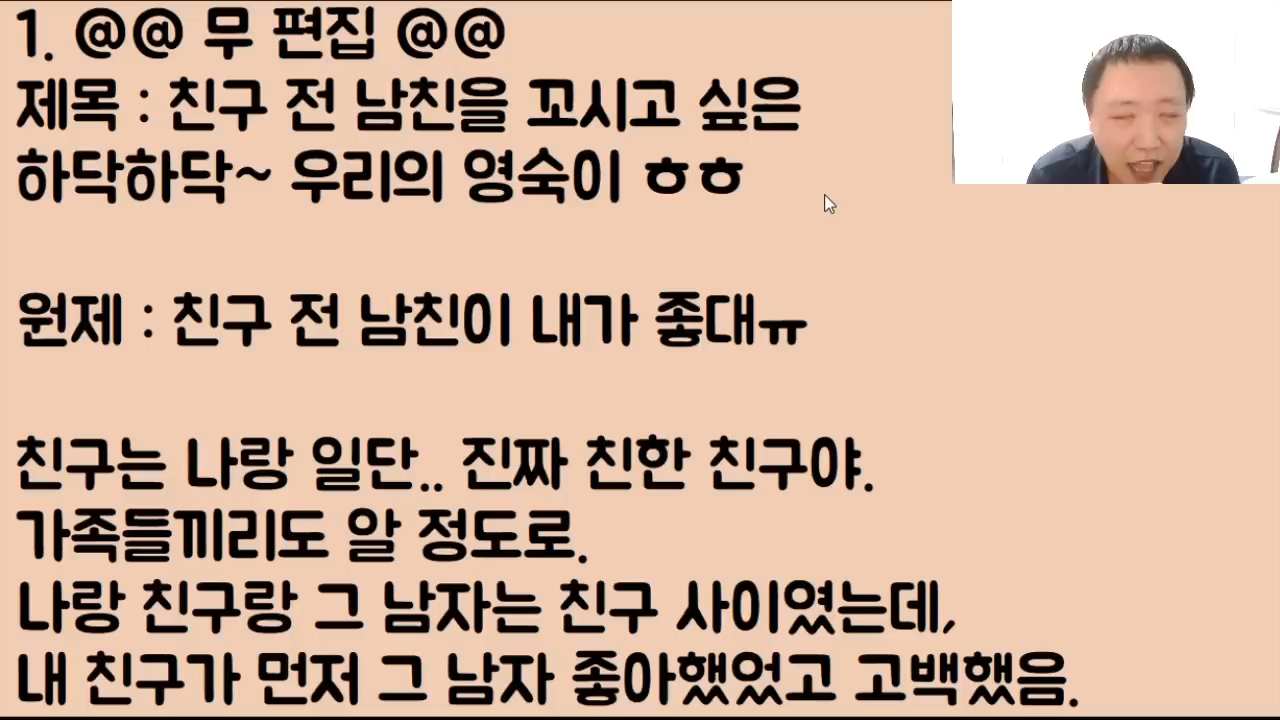 1. @@ 무 편집 @@
제목 : 친구 전 남친을 꼬시고 싶은
하닥하닥~ 우리의 영숙이 ㅎㅎ
원제 : 친구 전 남친이 내가 좋대ㅠ
친구는 나랑 일단.. 진짜 친한 친구야.
가족들끼리도 알 정도로.
나랑 친구랑 그 남자는 친구 사이였는데,
내 친구가 먼저 그 남자 좋아했었고 고백했음.